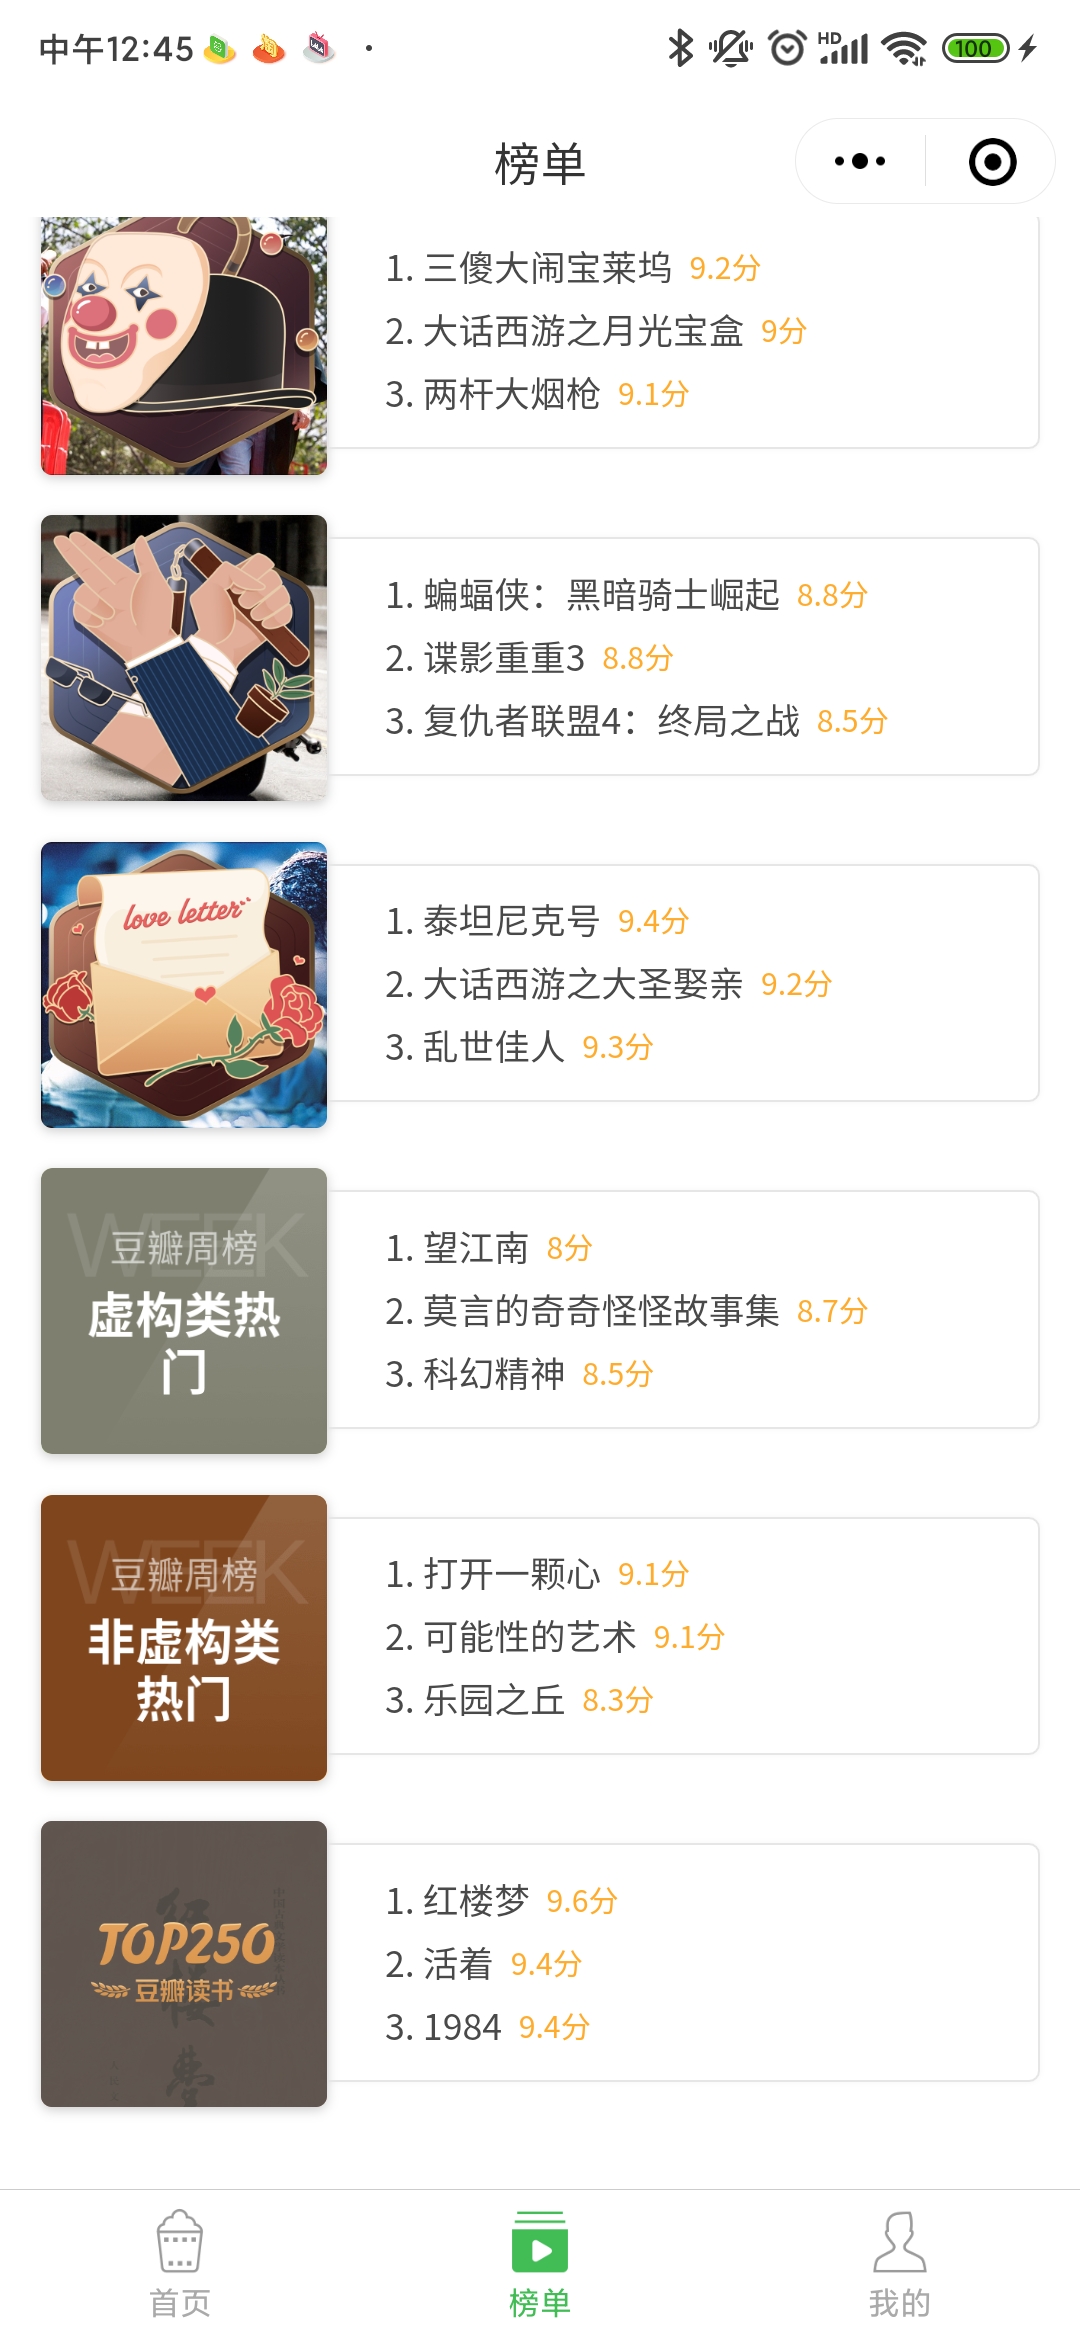 中午12:45
HD
100
榜单
1. 三傻大闹宝莱坞 9.2分
2. 大话西游之月光宝盒 9分
3. 两杆大烟枪 9.1分
1. 蝙蝠侠：黑暗骑士崛起 8.8分
2. 谍影重重3 8.8分
3. 复仇者联盟4：终局之战 8.5分
love letter
1. 泰坦尼克号 9.4分
2. 大话西游之大圣娶亲 9.2分
3. 乱世佳人 9.3分
WEEK
豆瓣周榜
虚构类热
门
1. 望江南 8分
2. 莫言的奇奇怪怪故事集 8.7分
3. 科幻精神 8.5分
WEEK
豆瓣周榜
非虚构类
热门
1. 打开一颗心 9.1分
2. 可能性的艺术 9.1分
3. 乐园之丘 8.3分
TOP250
豆瓣读书
1. 红楼梦 9.6分
2. 活着 9.4分
3. 1984 9.4分
首页
榜单
我的